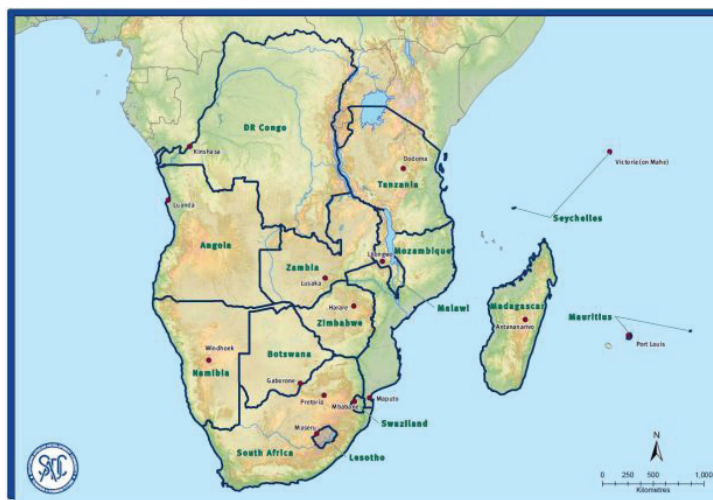 DR Congo
Kinshasa
Dodoma
Victoria (on Mahe)
Tanzania
Luanda
Seychelles
Angola
Mozambique
Lilongwe
Zambia
Lusaka
Malawi
Madagascar
Harare
Mauritius
Antananarivo
Zimbabwe
Port Louis
Windhoek
Botswana
Namibia
Gaborone
Pretoria
Mbabane
Maputo
Swaziland
Maseru
South Africa
Lesotho
N
SADC
0 250 500 1,000
Kilometres